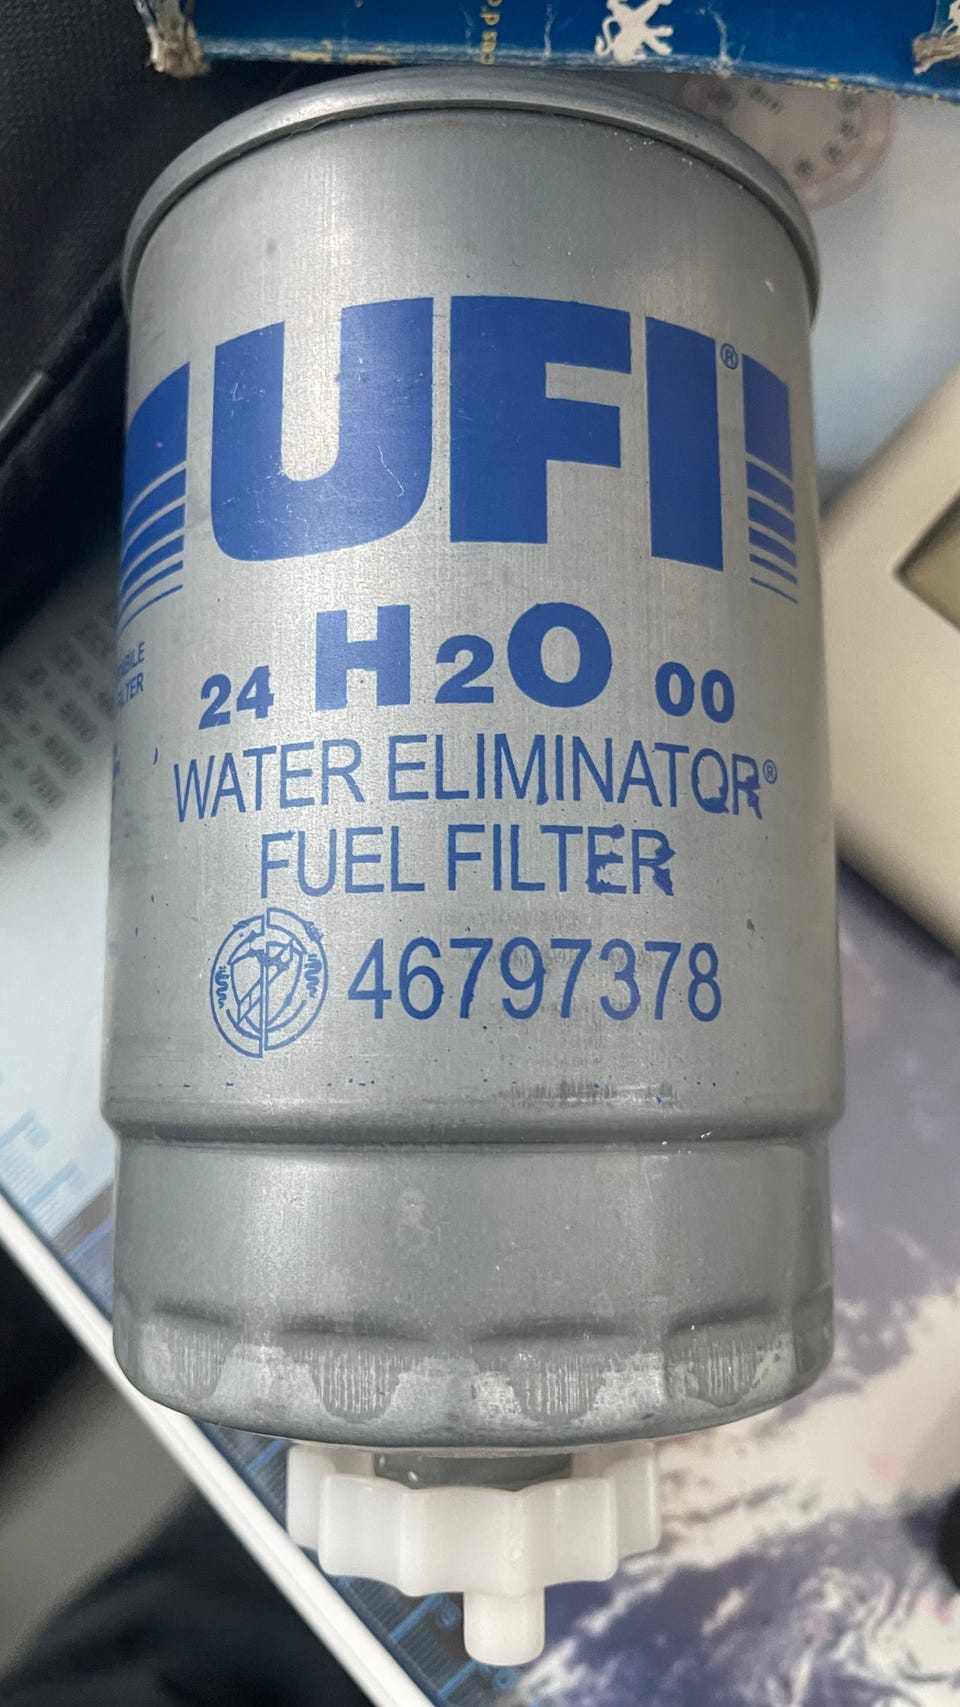 UFI®
24 H2O 00
WATER ELIMINATOR®
FUEL FILTER
46797378